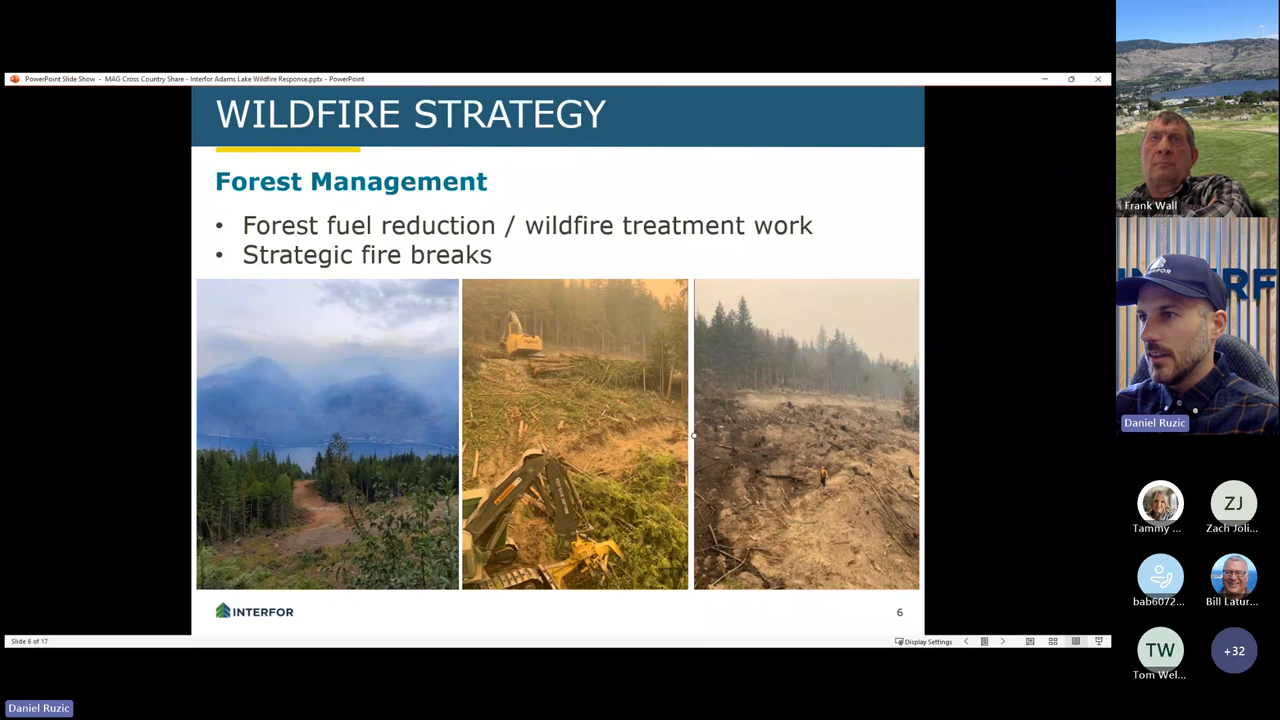 PowerPoint Slide Show - MAG Cross Country Share - Interfor Adams Lake Wildfire Response.pptx - PowerPoint
WILDFIRE STRATEGY
Forest Management
• Forest fuel reduction / wildfire treatment work
• Strategic fire breaks
INTERFOR
6
Slide 6 of 17
Display Settings
Frank Wall
INTERF
Daniel Ruzic
Tammy ...
ZJ
Zach Joli...
bab6072...
Bill Latur...
TW
Tom Wel...
+32
Daniel Ruzic